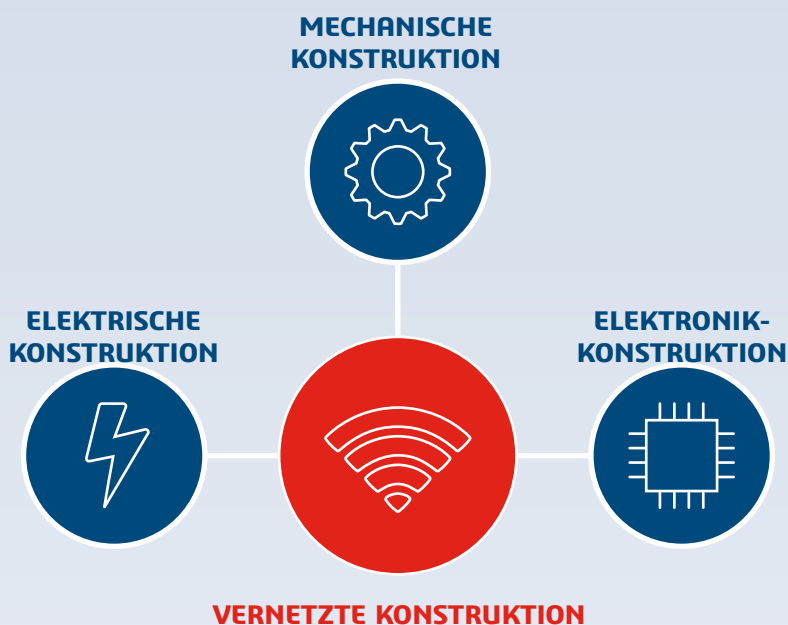 MECHANISCHE
KONSTRUKTION
ELEKTRISCHE
KONSTRUKTION
ELEKTRONIK-
KONSTRUKTION
VERNETZTE KONSTRUKTION